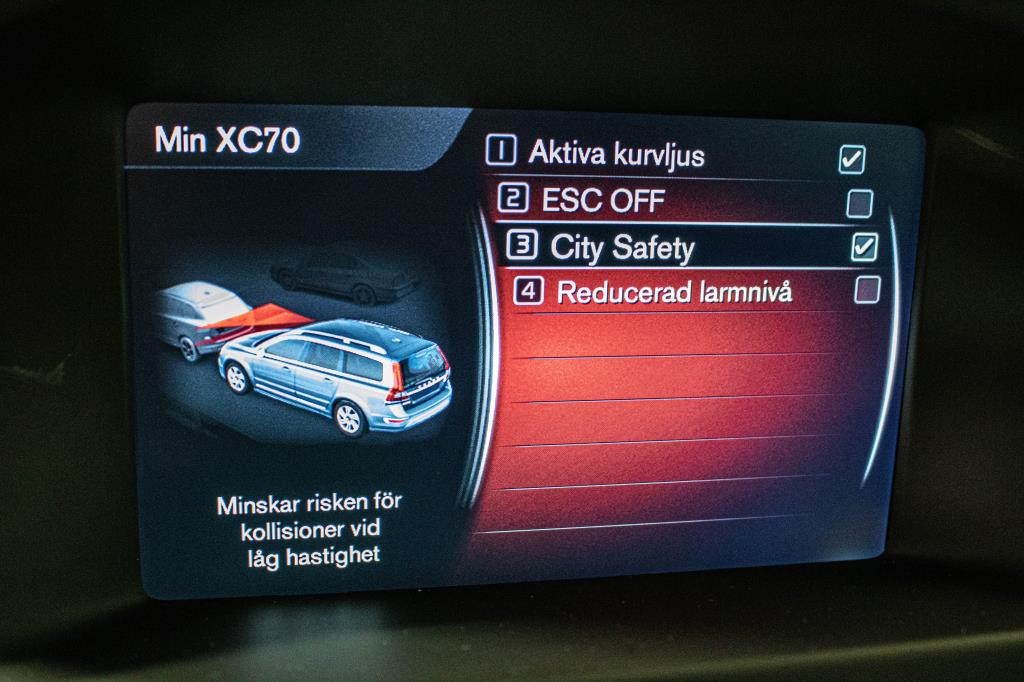 Min XC70
1 Aktiva kurvljus
2 ESC OFF
3 City Safety
4 Reducerad larmnivå
Minskar risken för
kollisioner vid
låg hastighet